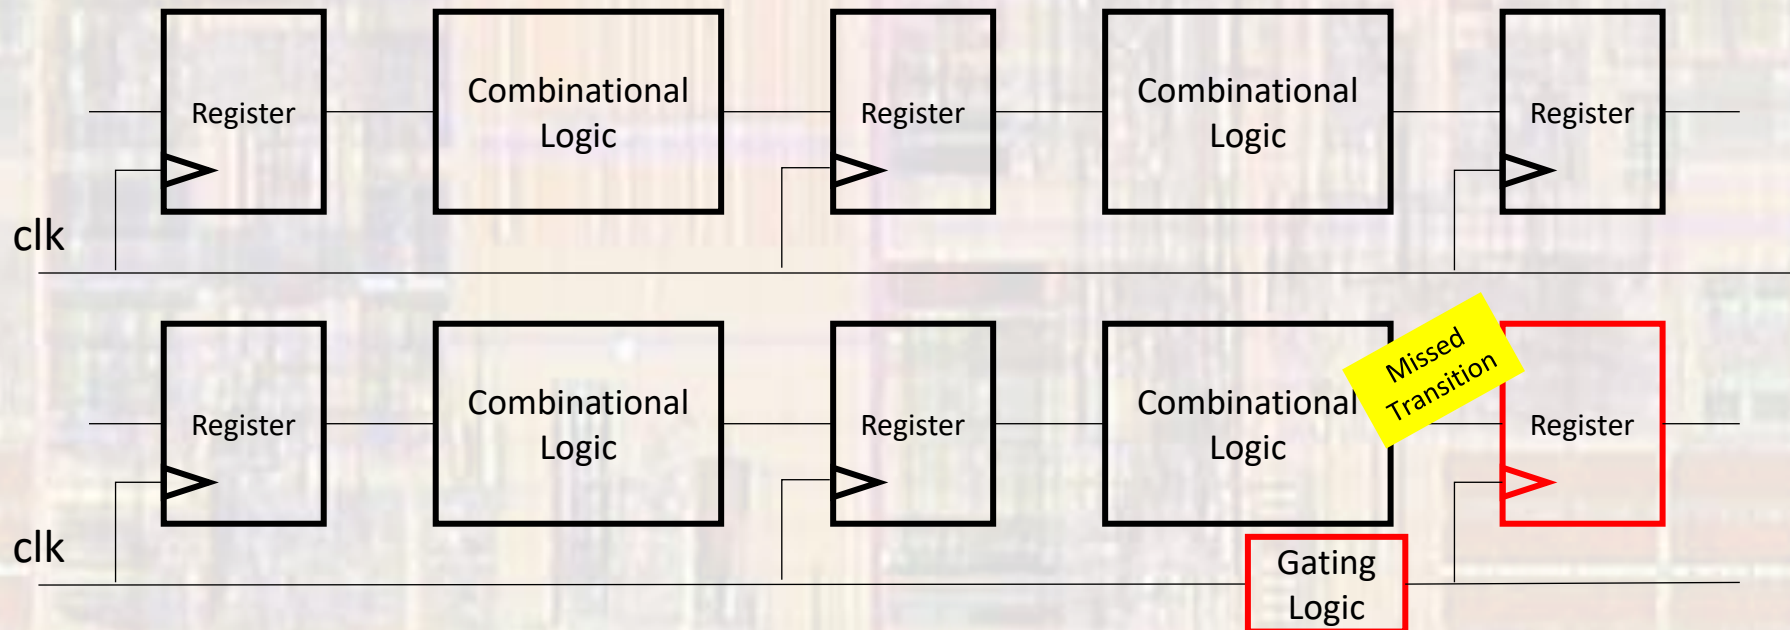 Register
Combinational
Logic
Register
Combinational
Logic
Register
clk
Register
Combinational
Logic
Register
Combinational
Logic
Missed
Transition
Register
clk
Gating
Logic